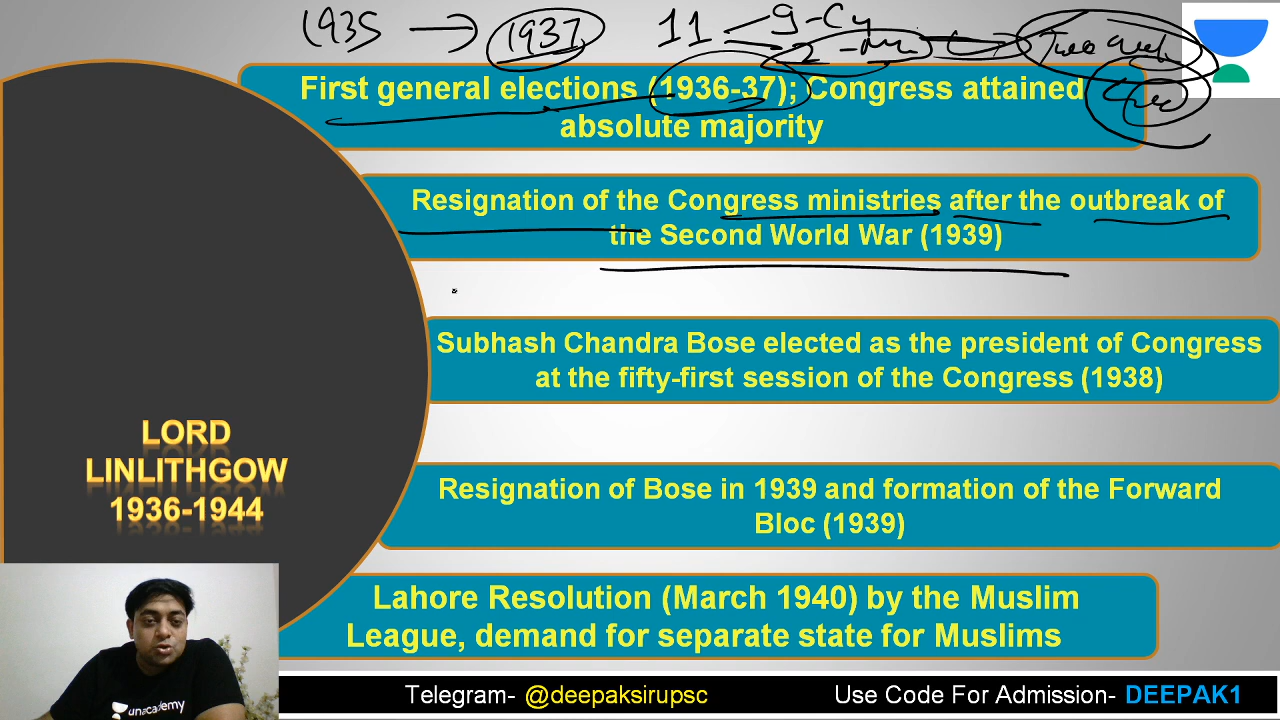 1935 → 1937 11 9-Cy
2
First general elections (1936-37); Congress attained
absolute majority
Resignation of the Congress ministries after the outbreak of
the Second World War (1939)
Subhash Chandra Bose elected as the president of Congress
at the fifty-first session of the Congress (1938)
LORD
LINLITHGOW
1936-1944
Resignation of Bose in 1939 and formation of the Forward
Bloc (1939)
Lahore Resolution (March 1940) by the Muslim
League, demand for separate state for Muslims
unacademy
Telegram- @deepaksirupsc Use Code For Admission- DEEPAK1